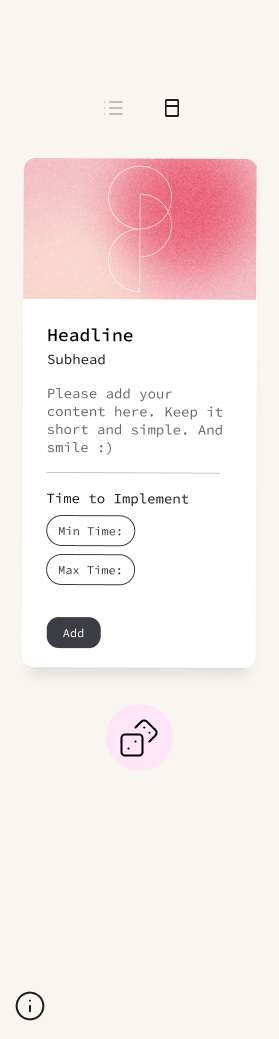 Headline
Subhead
Please add your
content here. Keep it
short and simple. And
smile :)
Time to Implement
Min Time:
Max Time:
Add